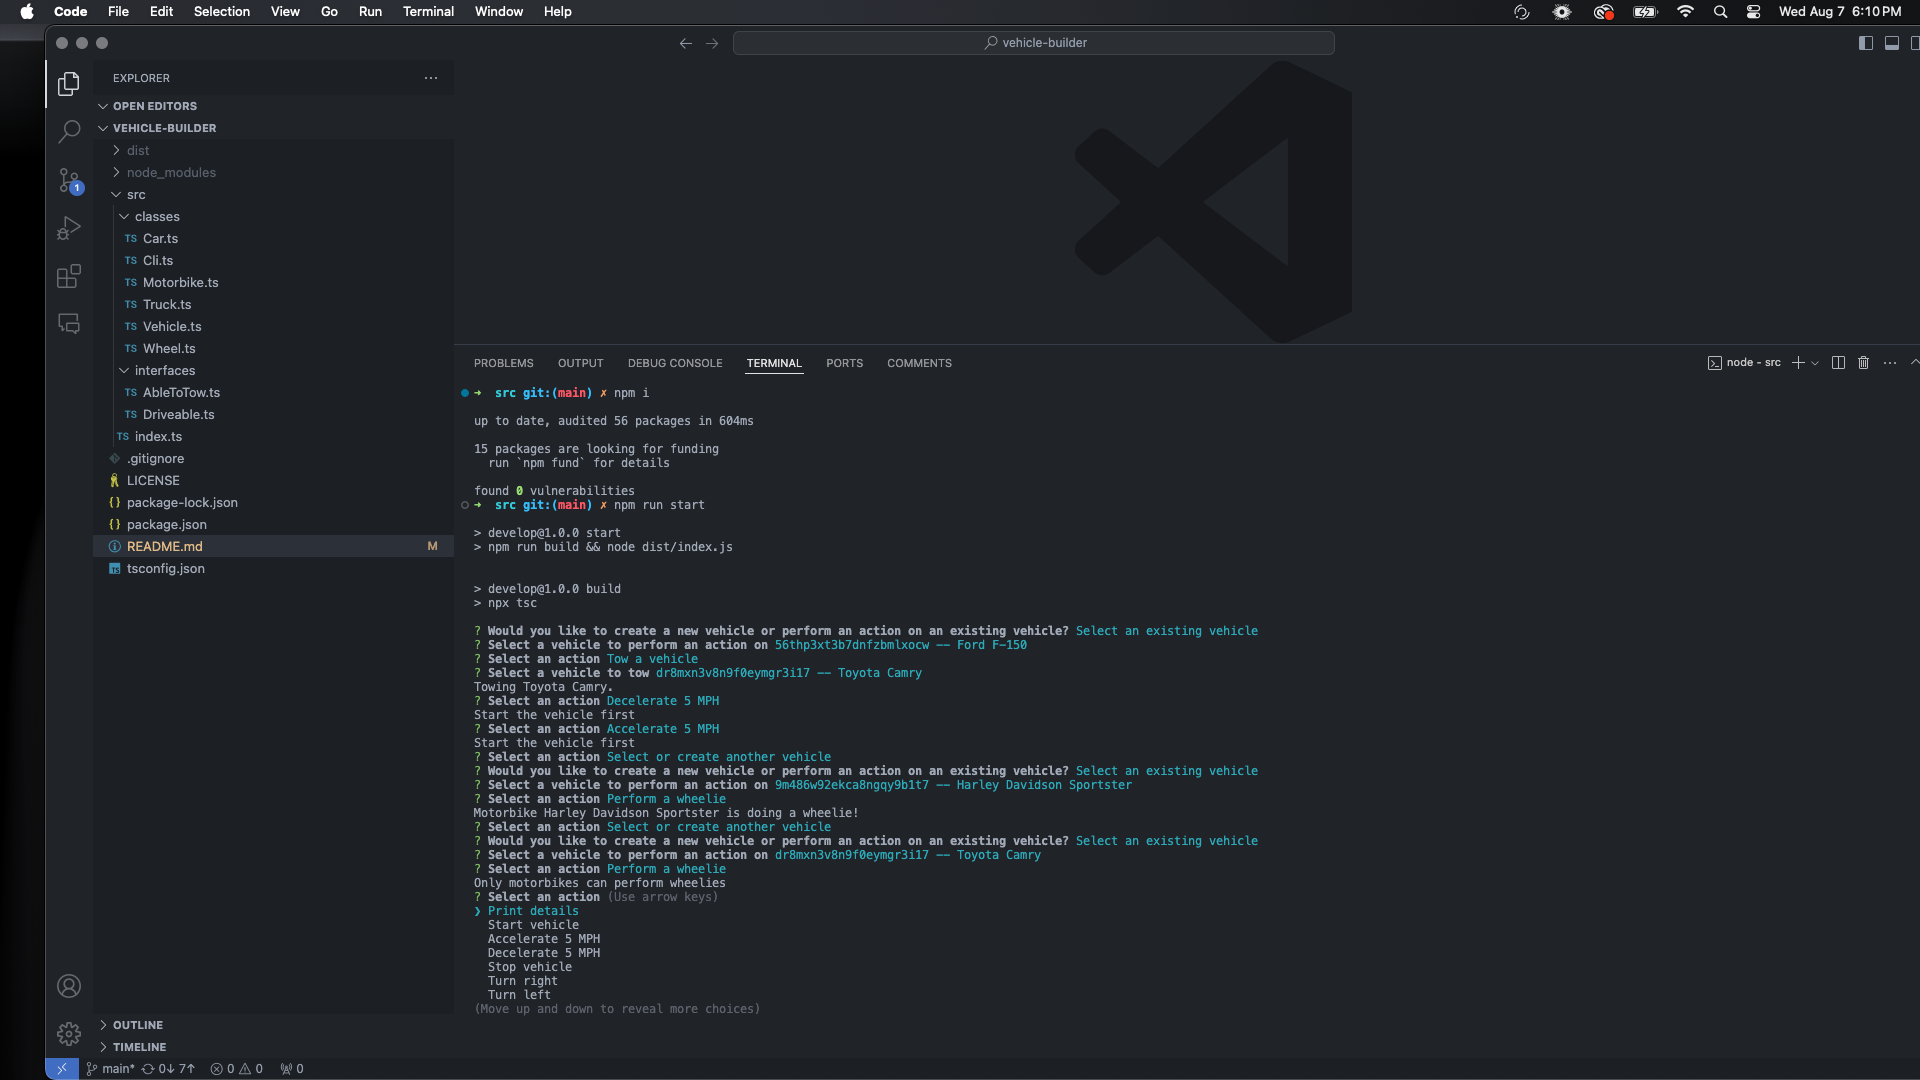 Code File Edit Selection View Go Run Terminal Window Help
Wed Aug 7 6:10 PM
vehicle-builder
EXPLORER
OPEN EDITORS
VEHICLE-BUILDER
dist
node_modules
src
classes
TS Car.ts
TS Cli.ts
TS Motorbike.ts
TS Truck.ts
TS Vehicle.ts
TS Wheel.ts
interfaces
TS AbleToTow.ts
TS Driveable.ts
TS index.ts
.gitignore
LICENSE
{} package-lock.json
{} package.json
README.md M
TS tsconfig.json
OUTLINE
TIMELINE
1
PROBLEMS OUTPUT DEBUG CONSOLE TERMINAL PORTS COMMENTS
node - src
➜ src git:(main) ✗ npm i
up to date, audited 56 packages in 604ms
15 packages are looking for funding
run `npm fund` for details
found 0 vulnerabilities
➜ src git:(main) ✗ npm run start
> develop@1.0.0 start
> npm run build && node dist/index.js
> develop@1.0.0 build
> npx tsc
? Would you like to create a new vehicle or perform an action on an existing vehicle? Select an existing vehicle
? Select a vehicle to perform an action on 56thp3xt3b7dnfzbmlxocw -- Ford F-150
? Select an action Tow a vehicle
? Select a vehicle to tow dr8mxn3v8n9f0eymgr3i17 -- Toyota Camry
Towing Toyota Camry.
? Select an action Decelerate 5 MPH
Start the vehicle first
? Select an action Accelerate 5 MPH
Start the vehicle first
? Select an action Select or create another vehicle
? Would you like to create a new vehicle or perform an action on an existing vehicle? Select an existing vehicle
? Select a vehicle to perform an action on 9m486w92ekca8ngqy9b1t7 -- Harley Davidson Sportster
? Select an action Perform a wheelie
Motorbike Harley Davidson Sportster is doing a wheelie!
? Select an action Select or create another vehicle
? Would you like to create a new vehicle or perform an action on an existing vehicle? Select an existing vehicle
? Select a vehicle to perform an action on dr8mxn3v8n9f0eymgr3i17 -- Toyota Camry
? Select an action Perform a wheelie
Only motorbikes can perform wheelies
? Select an action (Use arrow keys)
❯ Print details
Start vehicle
Accelerate 5 MPH
Decelerate 5 MPH
Stop vehicle
Turn right
Turn left
(Move up and down to reveal more choices)
main* 0↓ 7↑ 0 0 0